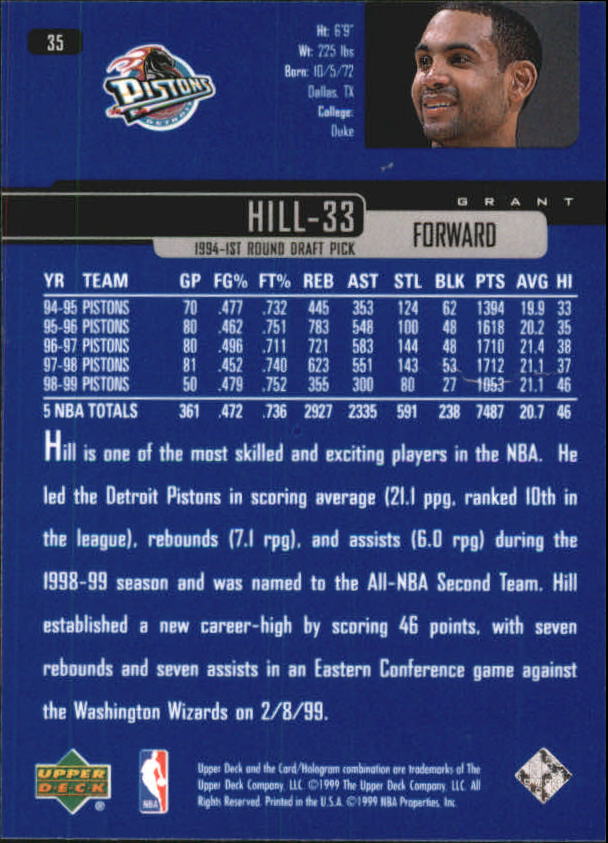 35
PISTONS
DETROIT
Ht: 6'9"
Wt: 225 lbs
Born: 10/5/72
Dallas, TX
College:
Duke
GRANT
HILL-33
FORWARD
1994-1ST ROUND DRAFT PICK
YR TEAM GP FG% FT% REB AST STL BLK PTS AVG HI
94-95 PISTONS 70 .477 .732 445 353 124 62 1394 19.9 33
95-96 PISTONS 80 .462 .751 783 548 100 48 1618 20.2 35
96-97 PISTONS 80 .496 .711 721 583 144 48 1710 21.4 38
97-98 PISTONS 81 .452 .740 623 551 143 53 1712 21.1 37
98-99 PISTONS 50 .479 .752 355 300 80 27 1053 21.1 46
5 NBA TOTALS 361 .472 .736 2927 2335 591 238 7487 20.7 46
Hill is one of the most skilled and exciting players in the NBA. He
led the Detroit Pistons in scoring average (21.1 ppg, ranked 10th in
the league), rebounds (7.1 rpg), and assists (6.0 rpg) during the
1998-99 season and was named to the All-NBA Second Team. Hill
established a new career-high by scoring 46 points, with seven
rebounds and seven assists in an Eastern Conference game against
the Washington Wizards on 2/8/99.
UPPER
DECK
®
NBA
Upper Deck and the Card/Hologram combination are trademarks of The
Upper Deck Company, LLC. ©1999 The Upper Deck Company, LLC. All
Rights Reserved. Printed in the U.S.A. ©1999 NBA Properties, Inc.